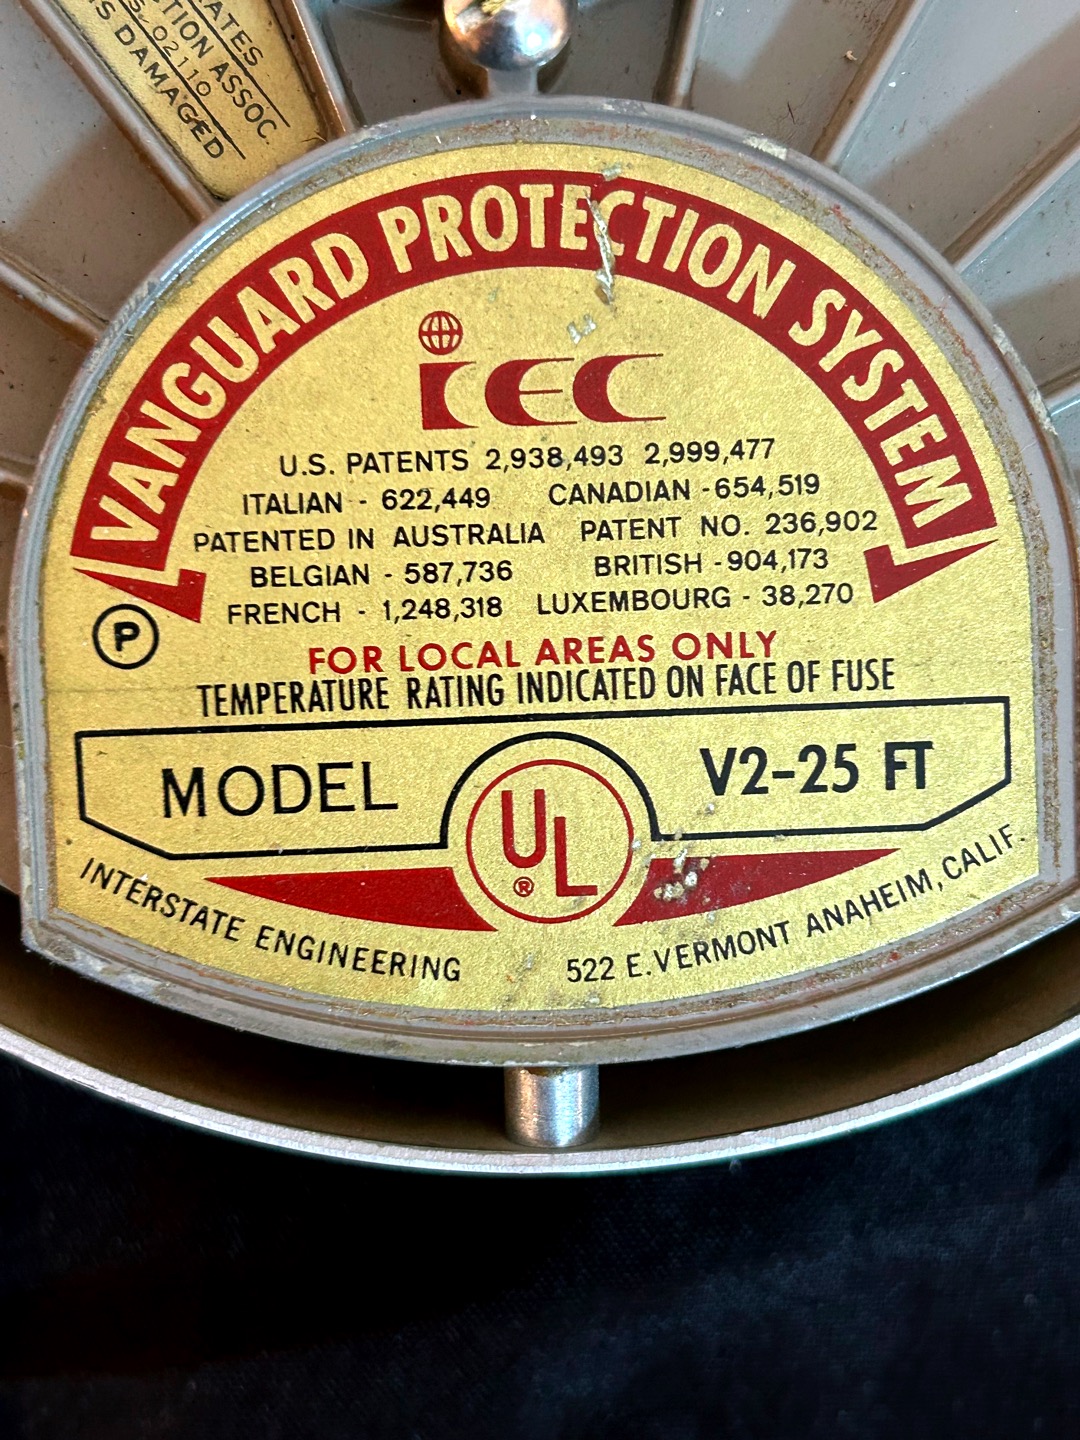 ATES
TION ASSOC
S. 02110
S DAMAGED
VANGUARD PROTECTION SYSTEM
iEC
U.S. PATENTS 2,938,493 2,999,477
ITALIAN - 622,449 CANADIAN - 654,519
PATENTED IN AUSTRALIA PATENT NO. 236,902
BELGIAN - 587,736 BRITISH - 904,173
FRENCH - 1,248,318 LUXEMBOURG - 38,270
P
FOR LOCAL AREAS ONLY
TEMPERATURE RATING INDICATED ON FACE OF FUSE
MODEL V2-25 FT
UL ®
INTERSTATE ENGINEERING 522 E. VERMONT ANAHEIM, CALIF.